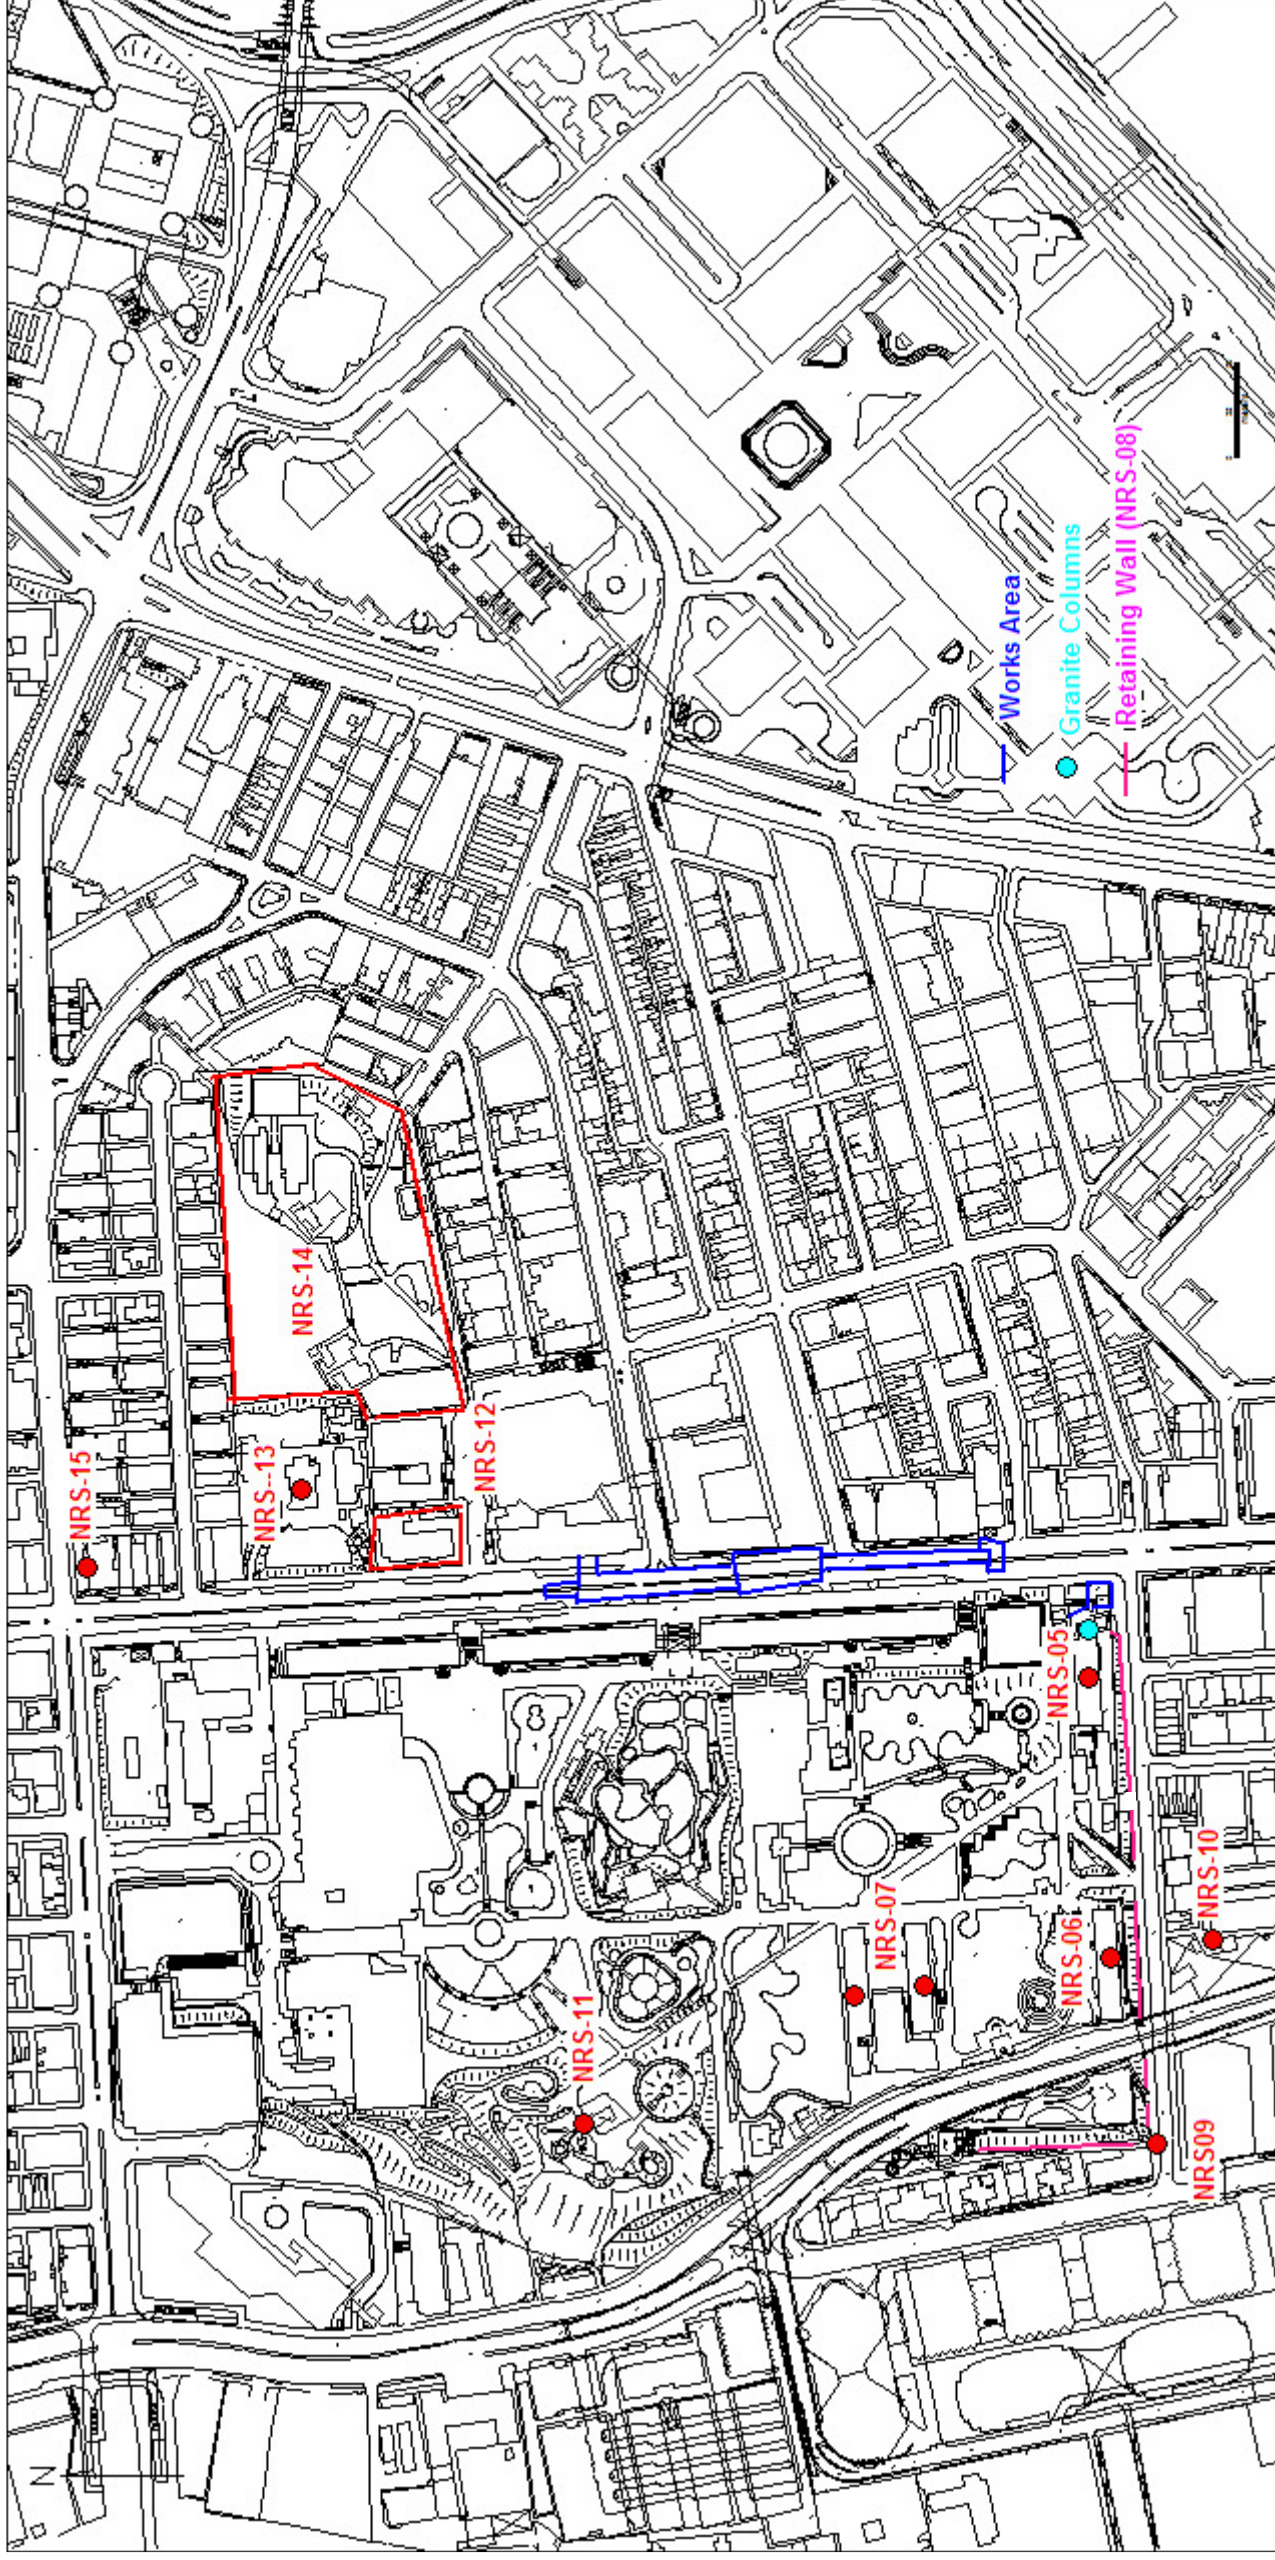 NRS-15
NRS--13
NRS-14
NRS-12
NRS-11
NRS-07
NRS-05
NRS-06
NRS-10
NRS09
Works Area
Granite Columns
Retaining Wall (NRS-08)
N